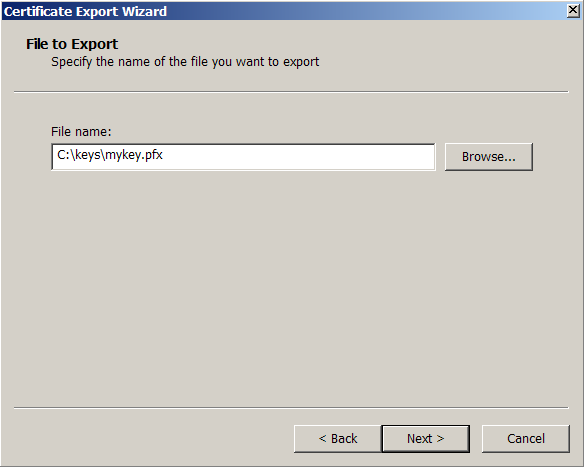 Certificate Export Wizard
File to Export
Specify the name of the file you want to export
File name:
C:\keys\mykey.pfx
Browse...
< Back
Next >
Cancel